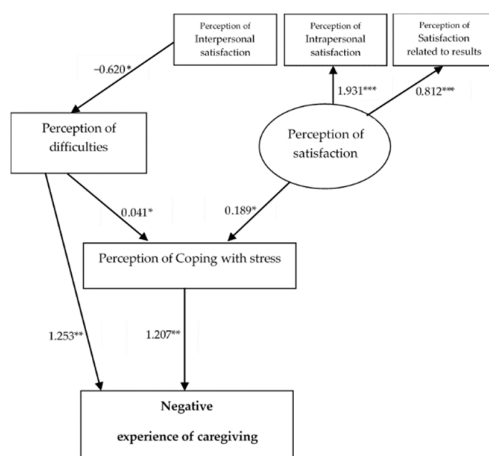 Perception of
Interpersonal
satisfaction
Perception of
Intrapersonal
satisfaction
Perception of
Satisfaction
related to results
−0.620*
1.931***
0.812***
Perception of
difficulties
Perception of
satisfaction
0.041*
0.189*
Perception of Coping with stress
1.253**
1.207**
Negative
experience of caregiving